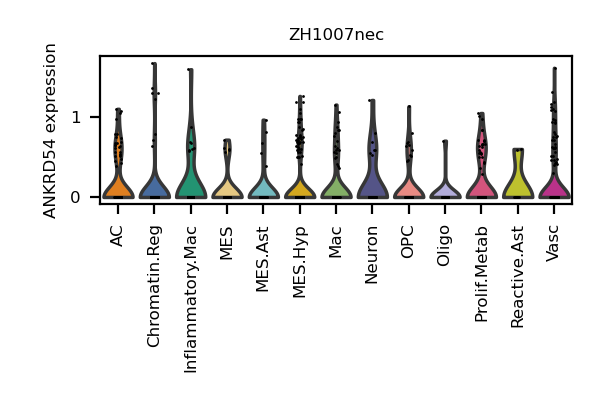 ZH1007nec
ANKRD54 expression
1
0
AC
Chromatin.Reg
Inflammatory.Mac
MES
MES.Ast
MES.Hyp
Mac
Neuron
OPC
Oligo
Prolif.Metab
Reactive.Ast
Vasc